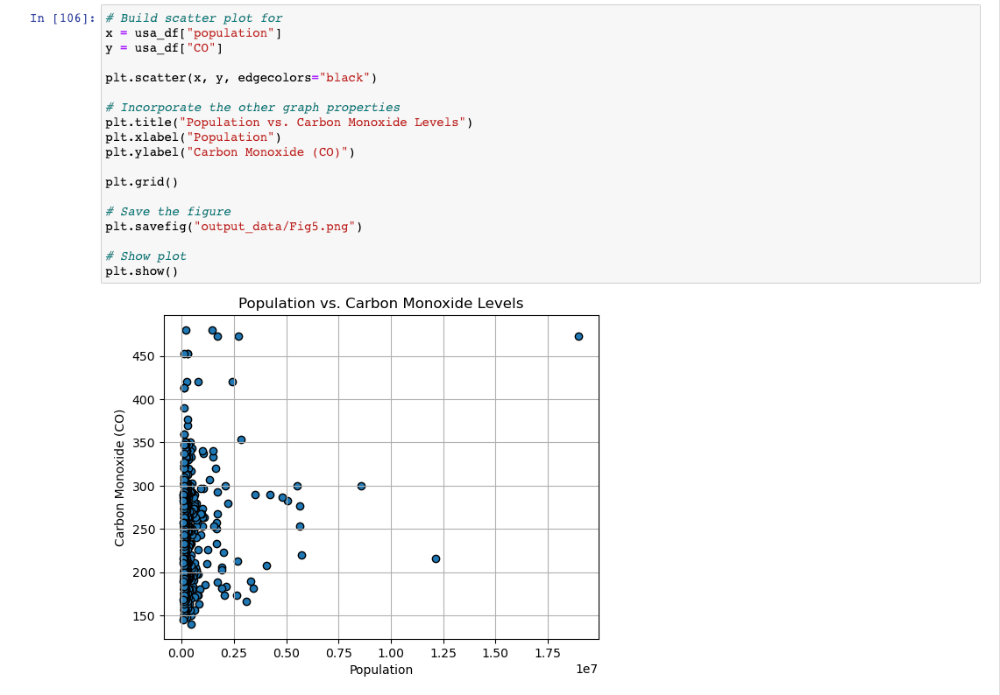 In [106]:
# Build scatter plot for
x = usa_df["population"]
y = usa_df["CO"]
plt.scatter(x, y, edgecolors="black")
# Incorporate the other graph properties
plt.title("Population vs. Carbon Monoxide Levels")
plt.xlabel("Population")
plt.ylabel("Carbon Monoxide (CO)")
plt.grid()
# Save the figure
plt.savefig("output_data/Fig5.png")
# Show plot
plt.show()
Population vs. Carbon Monoxide Levels
Carbon Monoxide (CO)
450
400
350
300
250
200
150
0.00 0.25 0.50 0.75 1.00 1.25 1.50 1.75
Population
1e7